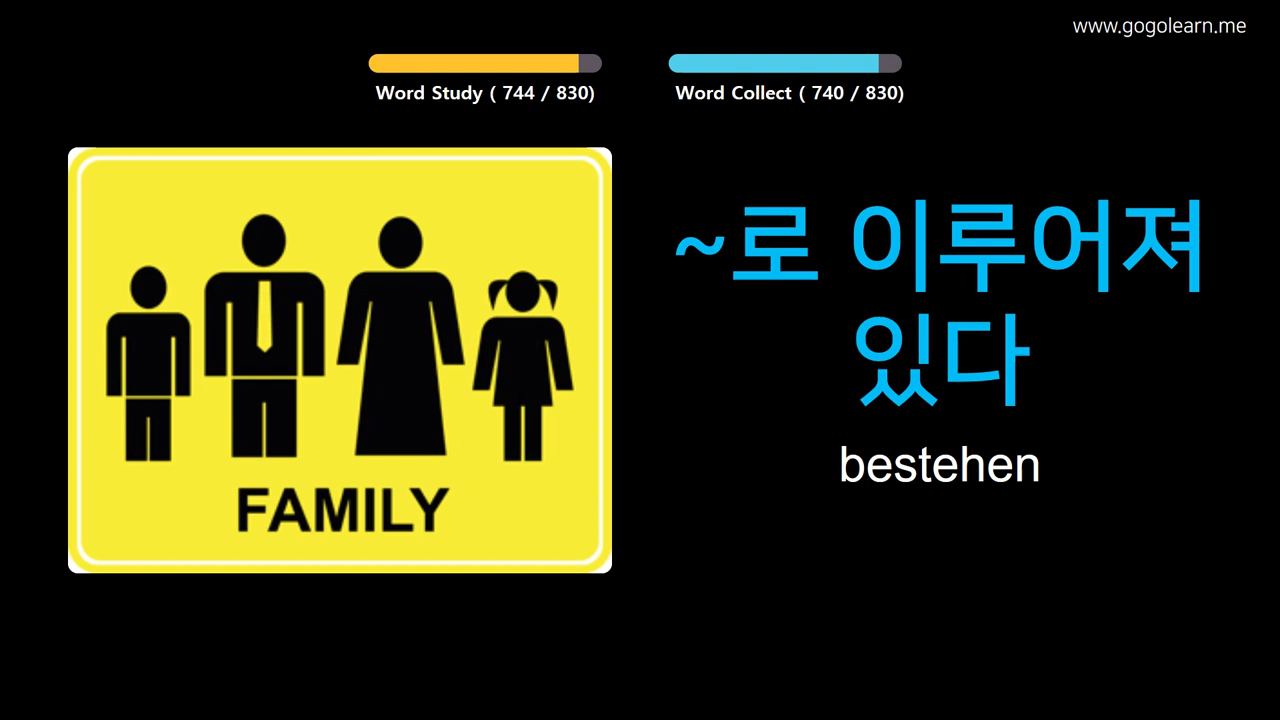 www.gogolearn.me
Word Study ( 744 / 830)
Word Collect ( 740 / 830)
~로 이루어져
있다
bestehen
FAMILY